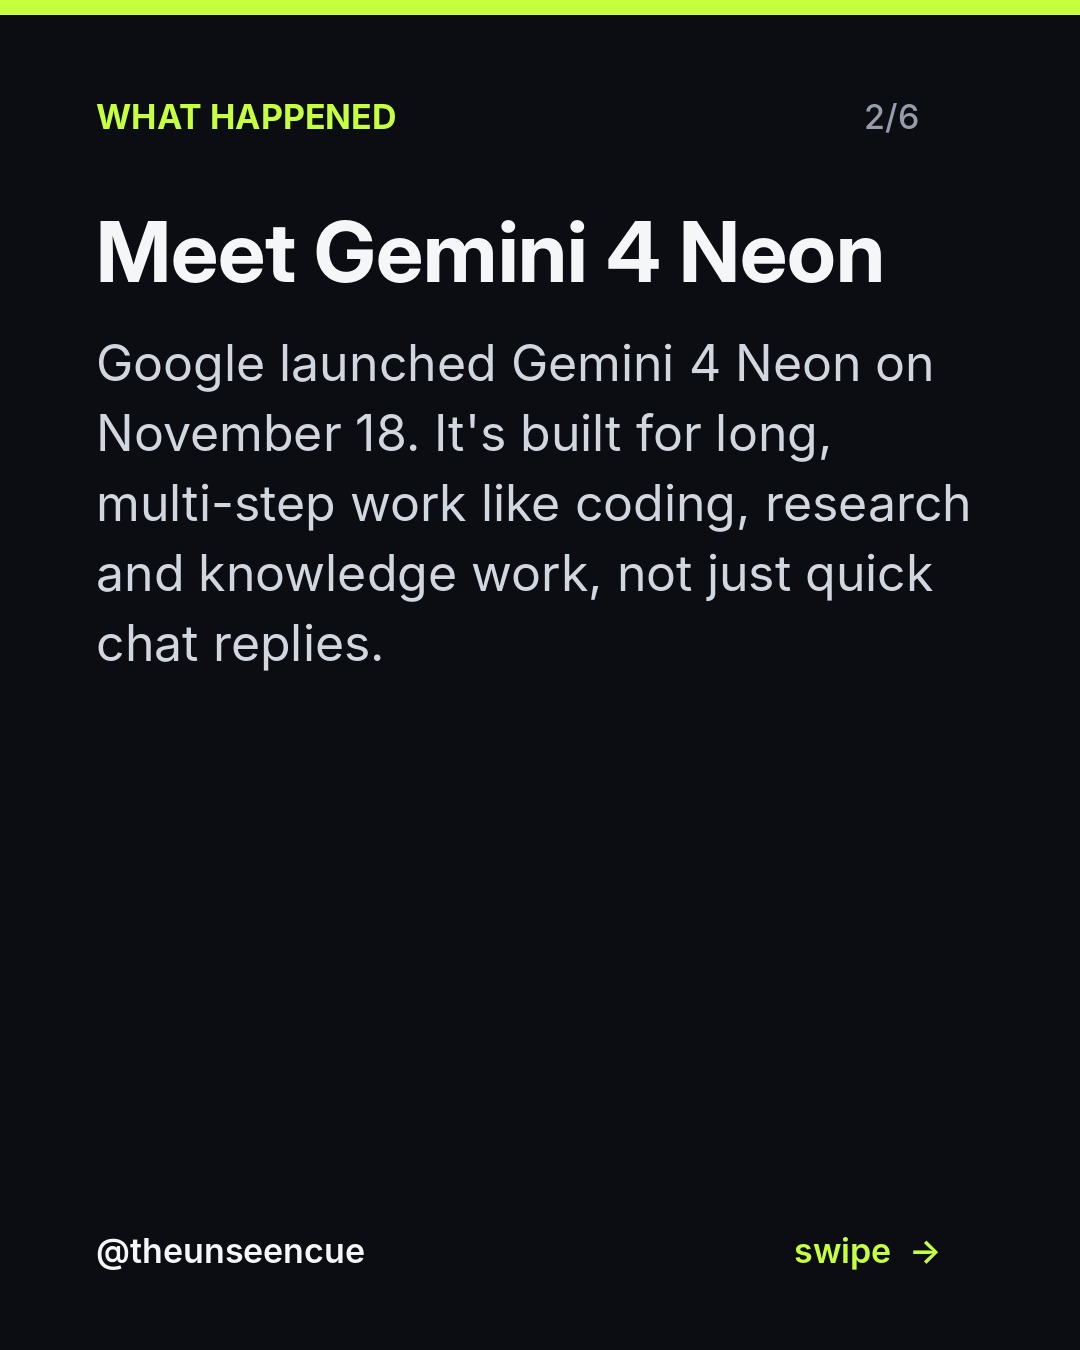 WHAT HAPPENED
2/6
Meet Gemini 4 Neon
Google launched Gemini 4 Neon on
November 18. It's built for long,
multi-step work like coding, research
and knowledge work, not just quick
chat replies.
@theunseencue
swipe →